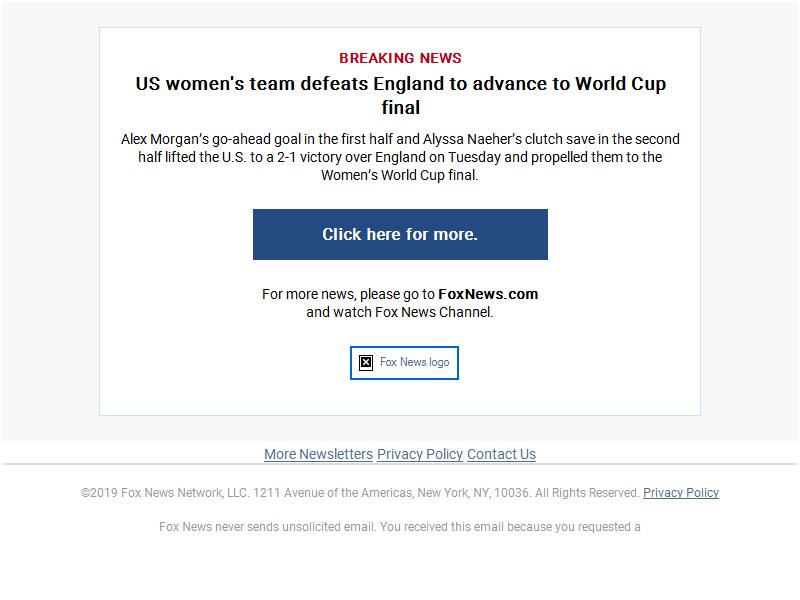 BREAKING NEWS
US women's team defeats England to advance to World Cup
final
Alex Morgan’s go-ahead goal in the first half and Alyssa Naeher’s clutch save in the second
half lifted the U.S. to a 2-1 victory over England on Tuesday and propelled them to the
Women’s World Cup final.
Click here for more.
For more news, please go to FoxNews.com
and watch Fox News Channel.
Fox News logo
More Newsletters Privacy Policy Contact Us
©2019 Fox News Network, LLC. 1211 Avenue of the Americas, New York, NY, 10036. All Rights Reserved. Privacy Policy
Fox News never sends unsolicited email. You received this email because you requested a